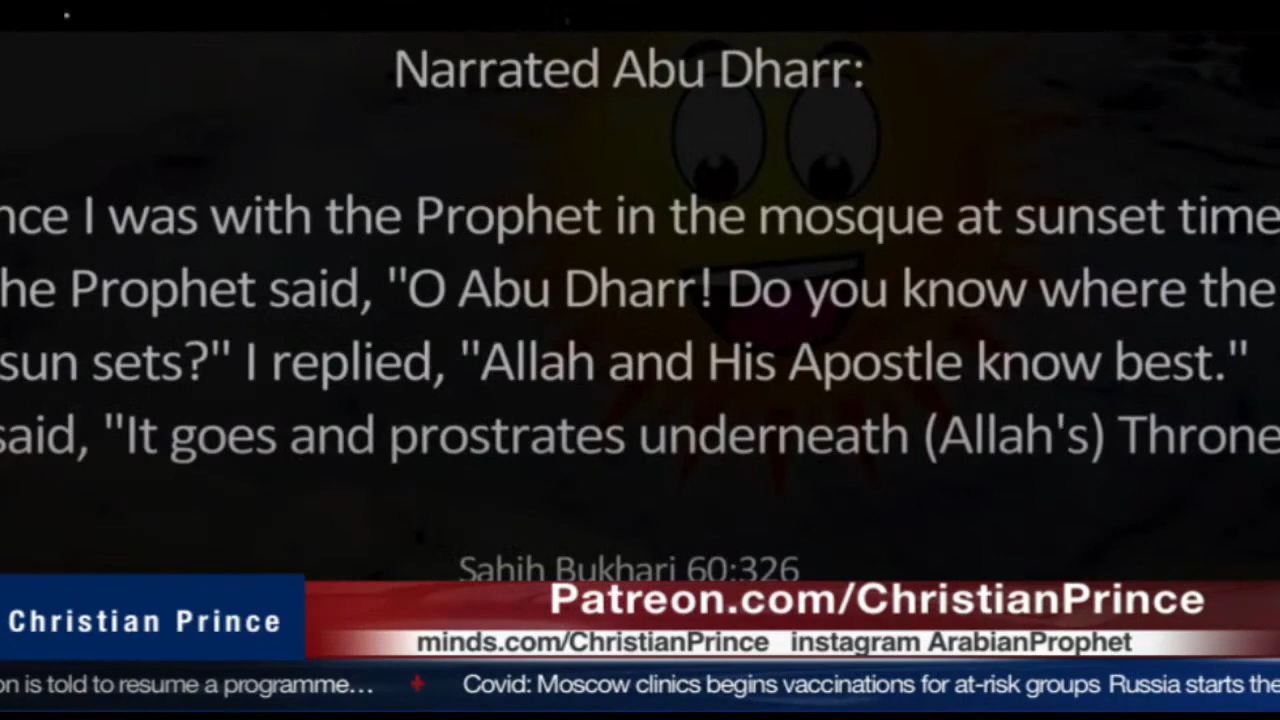 Narrated Abu Dharr:
nce I was with the Prophet in the mosque at sunset time
he Prophet said, "O Abu Dharr! Do you know where the
sun sets?" I replied, "Allah and His Apostle know best."
said, "It goes and prostrates underneath (Allah's) Throne
Sahih Bukhari 60:326
Christian Prince
Patreon.com/ChristianPrince
minds.com/ChristianPrince instagram ArabianProphet
on is told to resume a programme... Covid: Moscow clinics begins vaccinations for at-risk groups Russia starts the